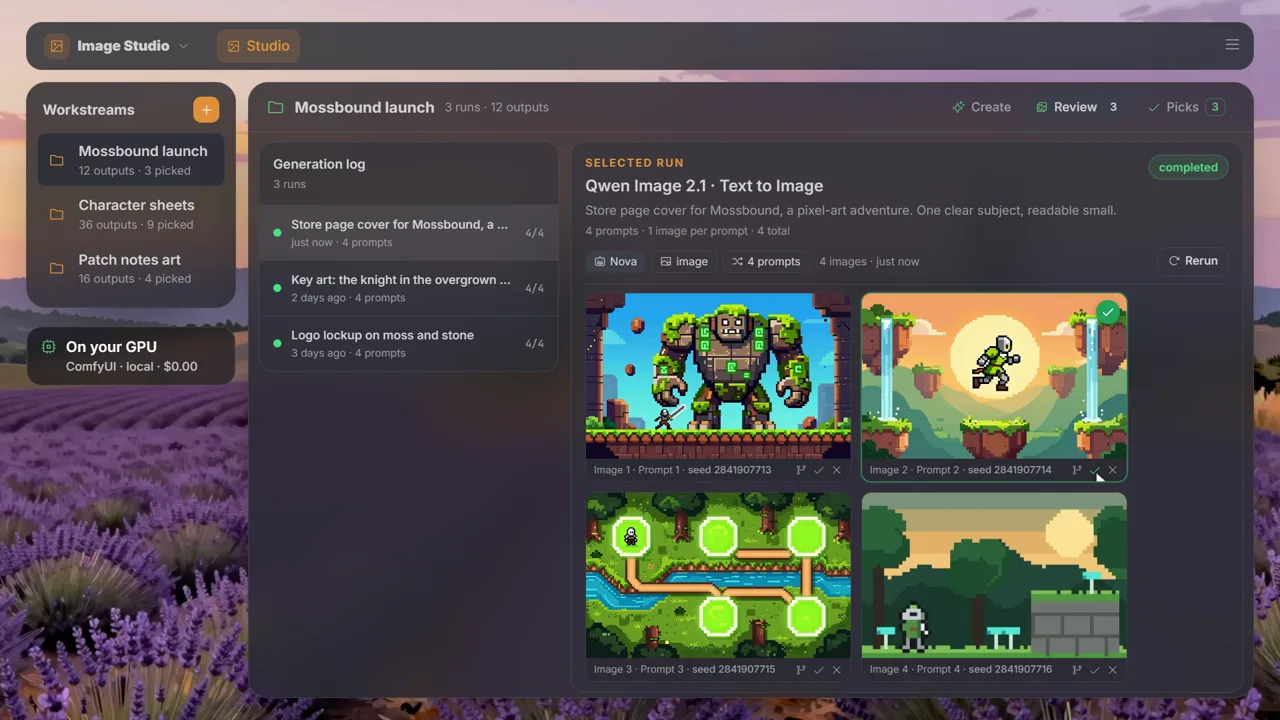 Image Studio
Studio
Workstreams
Mossbound launch
12 outputs · 3 picked
Character sheets
36 outputs · 9 picked
Patch notes art
16 outputs · 4 picked
On your GPU
ComfyUI · local · $0.00
Mossbound launch 3 runs · 12 outputs
Create
Review 3
Picks 3
Generation log
3 runs
Store page cover for Mossbound, a ...
just now · 4 prompts
4/4
Key art: the knight in the overgrown ...
2 days ago · 4 prompts
4/4
Logo lockup on moss and stone
3 days ago · 4 prompts
4/4
SELECTED RUN
completed
Qwen Image 2.1 · Text to Image
Store page cover for Mossbound, a pixel-art adventure. One clear subject, readable small.
4 prompts · 1 image per prompt · 4 total
Nova
image
4 prompts
4 images · just now
Rerun
Image 1 · Prompt 1 · seed 2841907713
Image 2 · Prompt 2 · seed 2841907714
Image 3 · Prompt 3 · seed 2841907715
Image 4 · Prompt 4 · seed 2841907716